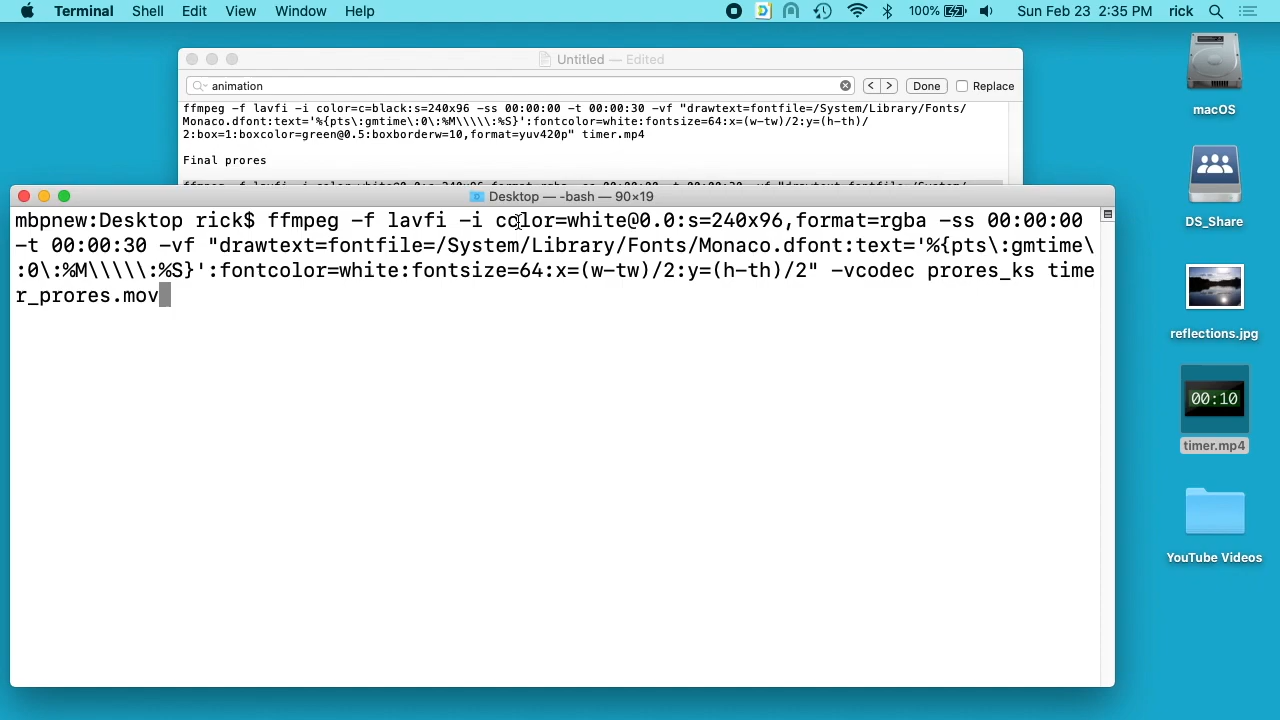 Terminal Shell Edit View Window Help 100% Sun Feb 23 2:35 PM rick
Untitled — Edited
animation Done Replace
ffmpeg -f lavfi -i color=c=black:s=240x96 -ss 00:00:00 -t 00:00:30 -vf "drawtext=fontfile=/System/Library/Fonts/
Monaco.dfont:text='%{pts\:gmtime\:0\:%M\\\\\:%S}':fontcolor=white:fontsize=64:x=(w-tw)/2:y=(h-th)/
2:box=1:boxcolor=green@0.5:boxborderw=10,format=yuv420p" timer.mp4
Final prores
Desktop — -bash — 90×19
mbpnew:Desktop rick$ ffmpeg -f lavfi -i color=white@0.0:s=240x96,format=rgba -ss 00:00:00
-t 00:00:30 -vf "drawtext=fontfile=/System/Library/Fonts/Monaco.dfont:text='%{pts\:gmtime\
:0\:%M\\\\\:%S}':fontcolor=white:fontsize=64:x=(w-tw)/2:y=(h-th)/2" -vcodec prores_ks time
r_prores.mov
macOS
DS_Share
reflections.jpg
00:10
timer.mp4
YouTube Videos